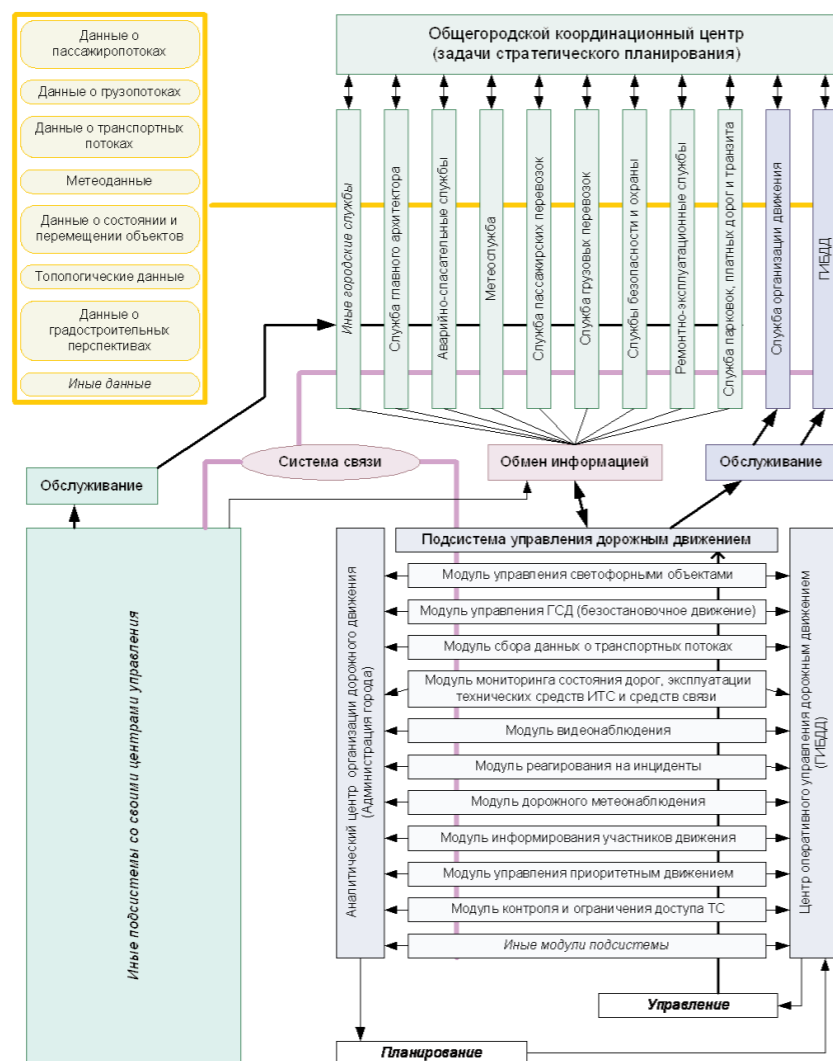 Данные о
пассажиропотоках
Данные о грузопотоках
Данные о транспортных
потоках
Метеоданные
Данные о состоянии и
перемещении объектов
Топологические данные
Данные о
градостроительных
перспективах
Иные данные
Общегородской координационный центр
(задачи стратегического планирования)
Иные городские службы
Служба главного архитектора
Аварийно-спасательные службы
Метеослужба
Служба пассажирских перевозок
Служба грузовых перевозок
Службы безопасности и охраны
Ремонтно-эксплуатационные службы
Служба парковок, платных дорог и транзита
Служба организации движения
ГИБДД
Обслуживание
Система связи
Обмен информацией
Обслуживание
Иные подсистемы со своими центрами управления
Аналитический центр организации дорожного движения
(Администрация города)
Подсистема управления дорожным движением
Модуль управления светофорными объектами
Модуль управления ГСД (безостановочное движение)
Модуль сбора данных о транспортных потоках
Модуль мониторинга состояния дорог, эксплуатации
технических средств ИТС и средств связи
Модуль видеонаблюдения
Модуль реагирования на инциденты
Модуль дорожного метеонаблюдения
Модуль информирования участников движения
Модуль управления приоритетным движением
Модуль контроля и ограничения доступа ТС
Иные модули подсистемы
Центр оперативного управления дорожным движением
(ГИБДД)
Управление
Планирование